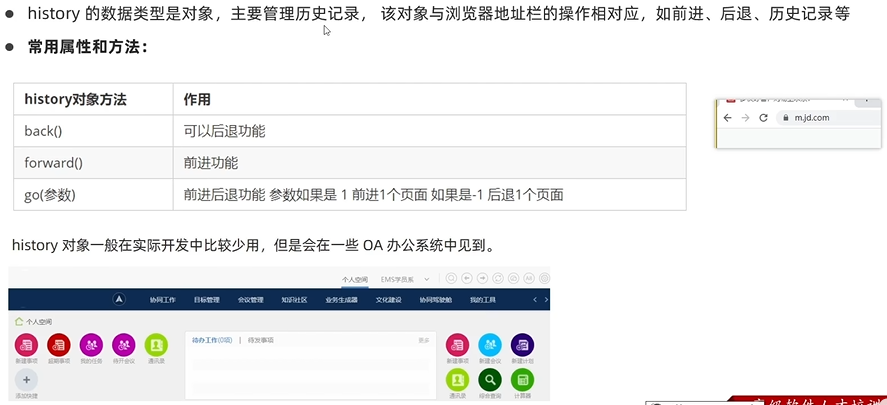 history 的数据类型是对象，主要管理历史记录， 该对象与浏览器地址栏的操作相对应，如前进、后退、历史记录等
常用属性和方法：
history对象方法 作用
back() 可以后退功能
forward() 前进功能
go(参数) 前进后退功能 参数如果是 1 前进1个页面 如果是-1 后退1个页面
m.jd.com
history 对象一般在实际开发中比较少用，但是会在一些 OA 办公系统中见到。
个人空间 EMS学员系
协同工作 目标管理 会议管理 知识社区 业务生成器 文化建设 协同驾驶舱 我的工具
个人空间
待办工作(0项) | 待发事项 更多
新建事项 超期事项 我的任务 待开会议 通讯录
新建事项 新建会议 新建计划
添加快捷
通讯录 综合查询 计算器
高级软件人才培训